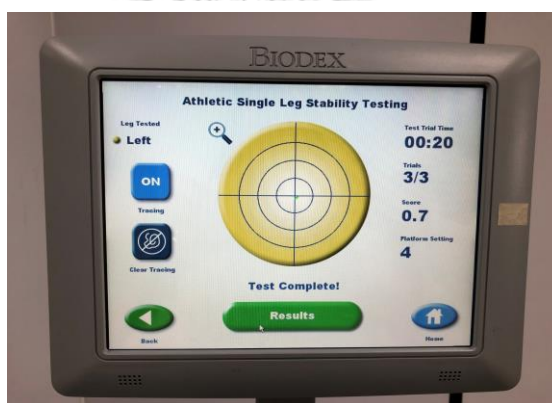 BIODEX
Athletic Single Leg Stability Testing
Leg Tested
Left
ON
Tracing
Clear Tracing
Test Trial Time
00:20
Trials
3/3
Score
0.7
Platform Setting
4
Test Complete!
Results
Back
Home